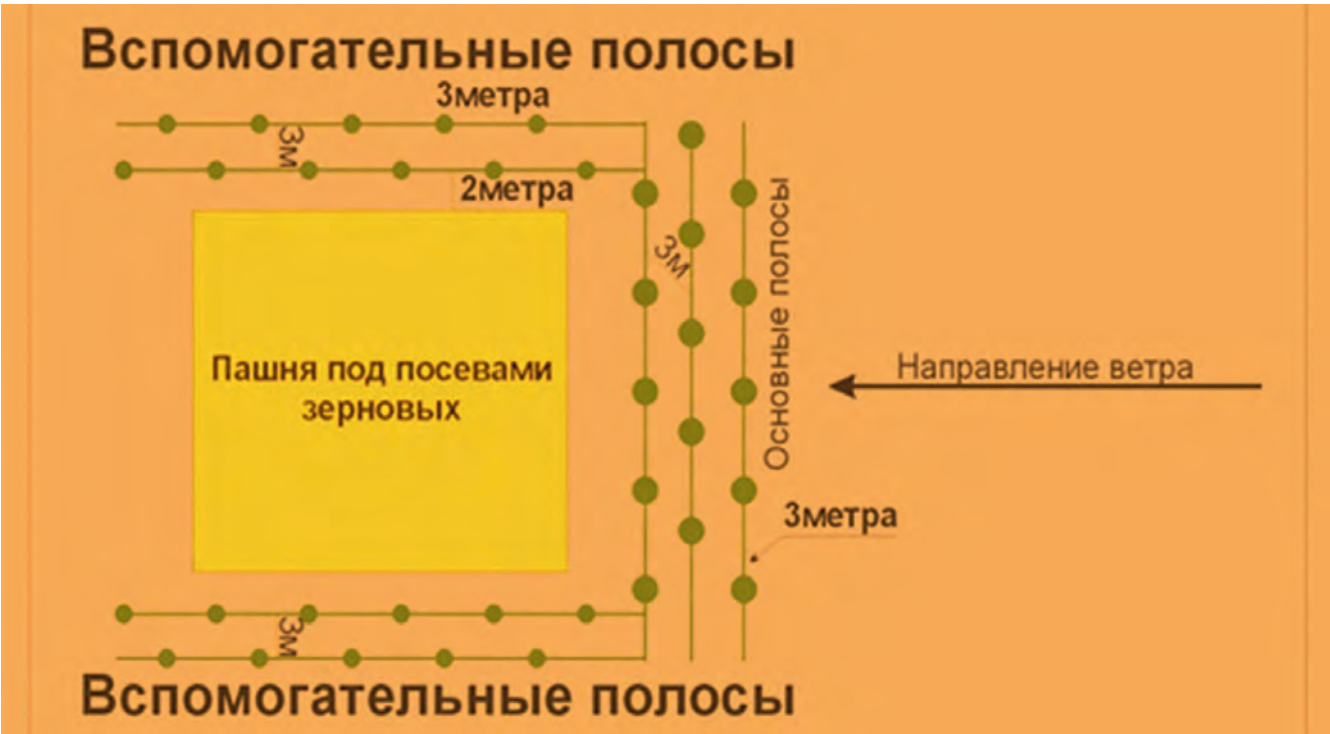 Вспомогательные полосы
3метра
3м
2метра
3м
Основные полосы
Направление ветра
Пашня под посевами
зерновых
3метра
3м
Вспомогательные полосы